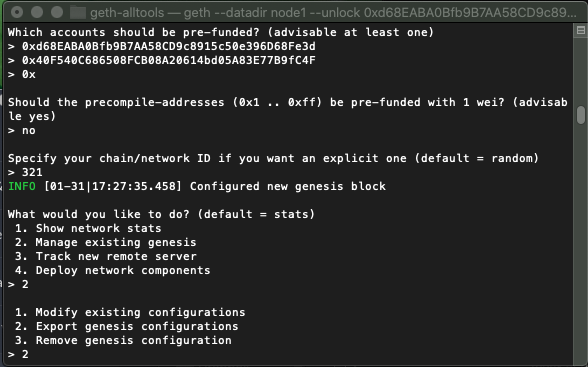 geth-alltools — geth --datadir node1 --unlock 0xd68EABA0Bfb9B7AA58CD9c89...
Which accounts should be pre-funded? (advisable at least one)
> 0xd68EABA0Bfb9B7AA58CD9c8915c50e396D68Fe3d
> 0x40F540C686508FCB08A20614bd05A83E77B9fC4F
> 0x
Should the precompile-addresses (0x1 .. 0xff) be pre-funded with 1 wei? (advisab
le yes)
> no
Specify your chain/network ID if you want an explicit one (default = random)
> 321
INFO [01-31|17:27:35.458] Configured new genesis block
What would you like to do? (default = stats)
1. Show network stats
2. Manage existing genesis
3. Track new remote server
4. Deploy network components
> 2
1. Modify existing configurations
2. Export genesis configurations
3. Remove genesis configuration
> 2